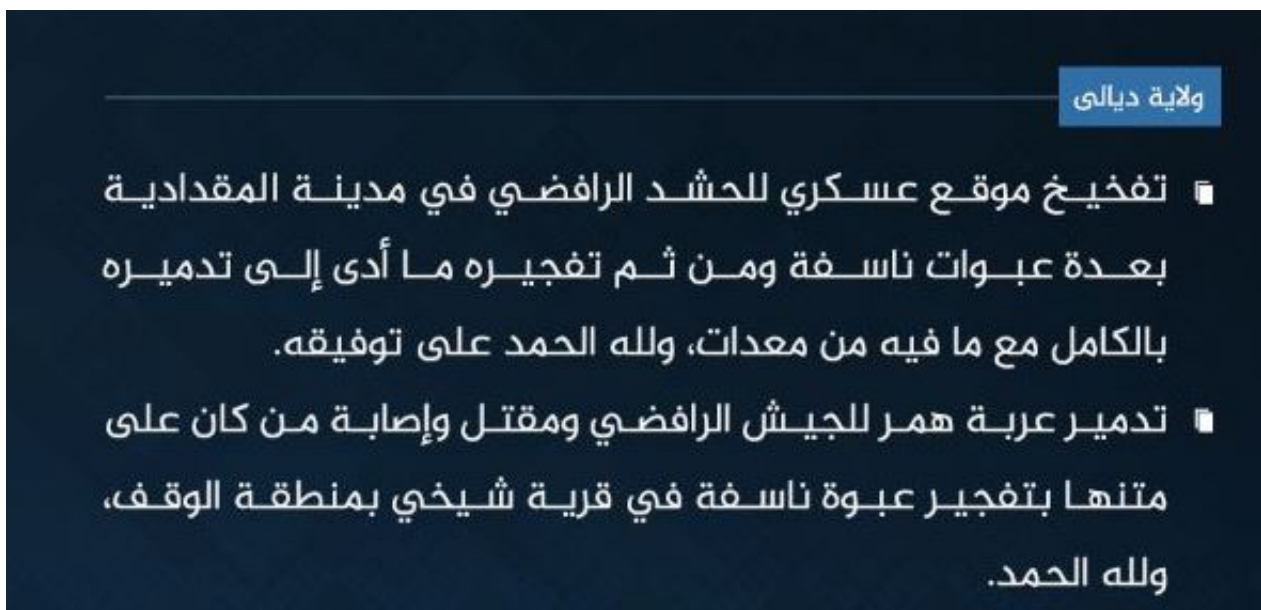 ولاية ديالى
تفخيخ موقع عسكري للحشد الرافضي في مدينة المقدادية
بعدة عبوات ناسفة ومن ثم تفجيره ما أدى إلى تدميره
بالكامل مع ما فيه من معدات، ولله الحمد على توفيقه.
تدمير عربة همر للجيش الرافضي ومقتل وإصابة من كان على
متنها بتفجير عبوة ناسفة في قرية شيخي بمنطقة الوقف،
ولله الحمد.